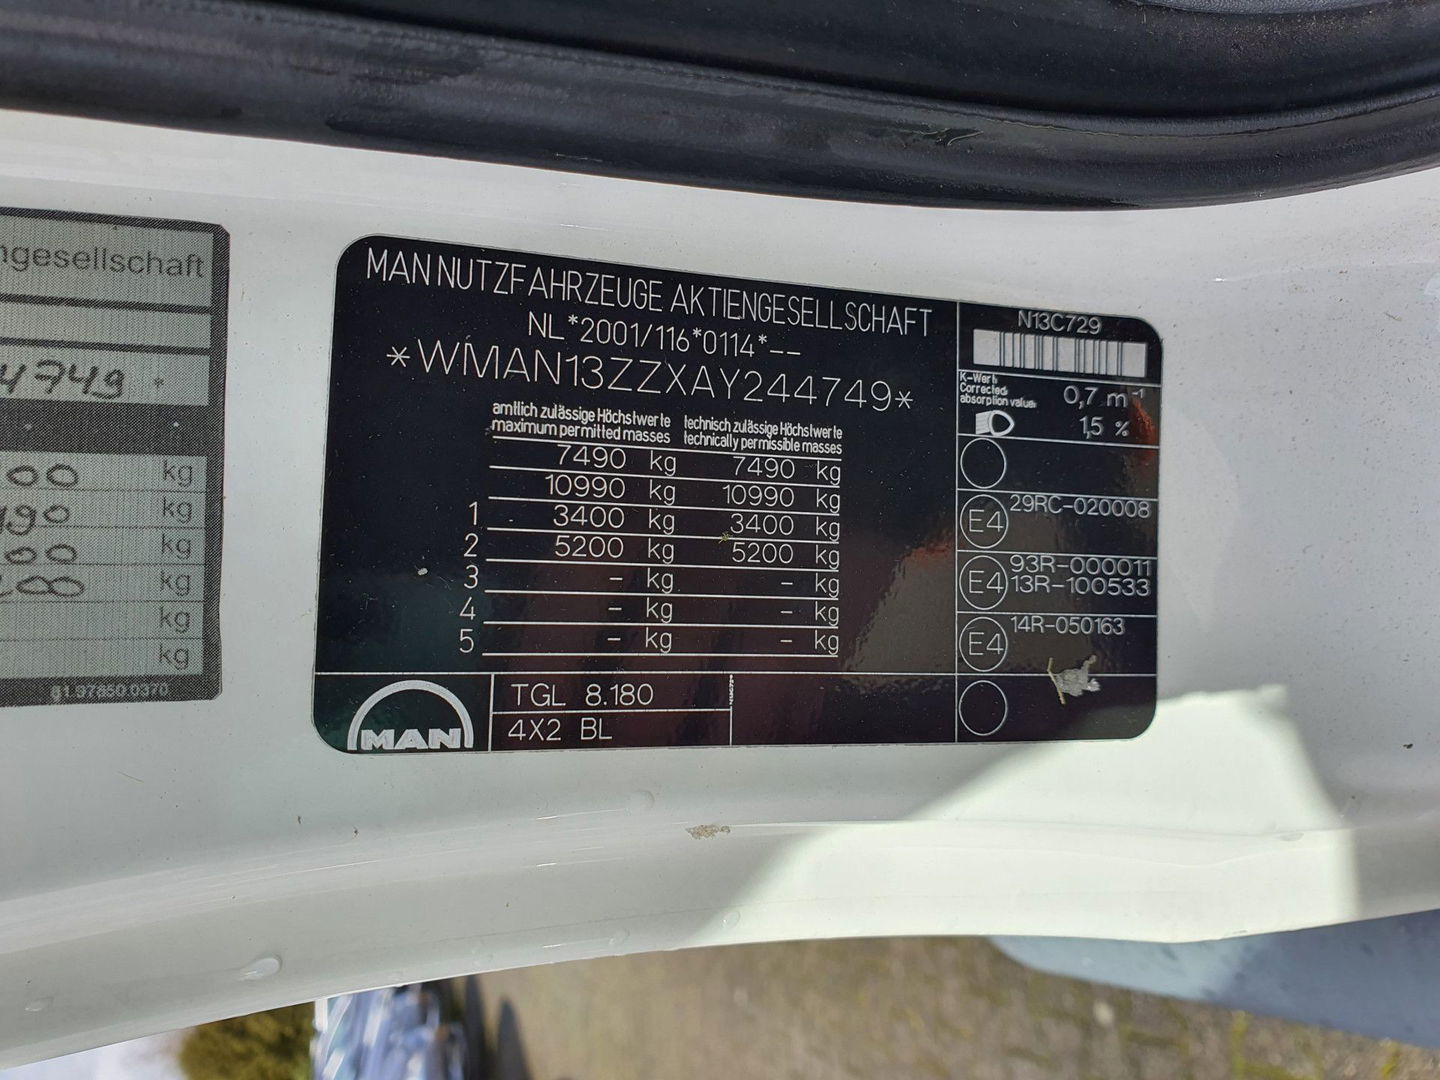 ngesellschaft
4749 *
00 kg
490 kg
00 kg
200 kg
kg
kg
81.97850.0370
MAN NUTZFAHRZEUGE AKTIENGESELLSCHAFT
NL*2001/116*0114*--
*WMAN13ZZXAY244749*
amtlich zulässige Höchstwerte technisch zulässige Höchstwerte
maximum permitted masses technically permissible masses
7490 kg 7490 kg
10990 kg 10990 kg
1 3400 kg 3400 kg
2 5200 kg 5200 kg
3 - kg - kg
4 - kg - kg
5 - kg - kg
MAN
TGL 8.180
4X2 BL
N13C729
N13C729
K-Wert
Corrected
absorption value:
0,7 m-1
1,5 %
E4 29RC-020008
E4 93R-000011
13R-100533
E4 14R-050163